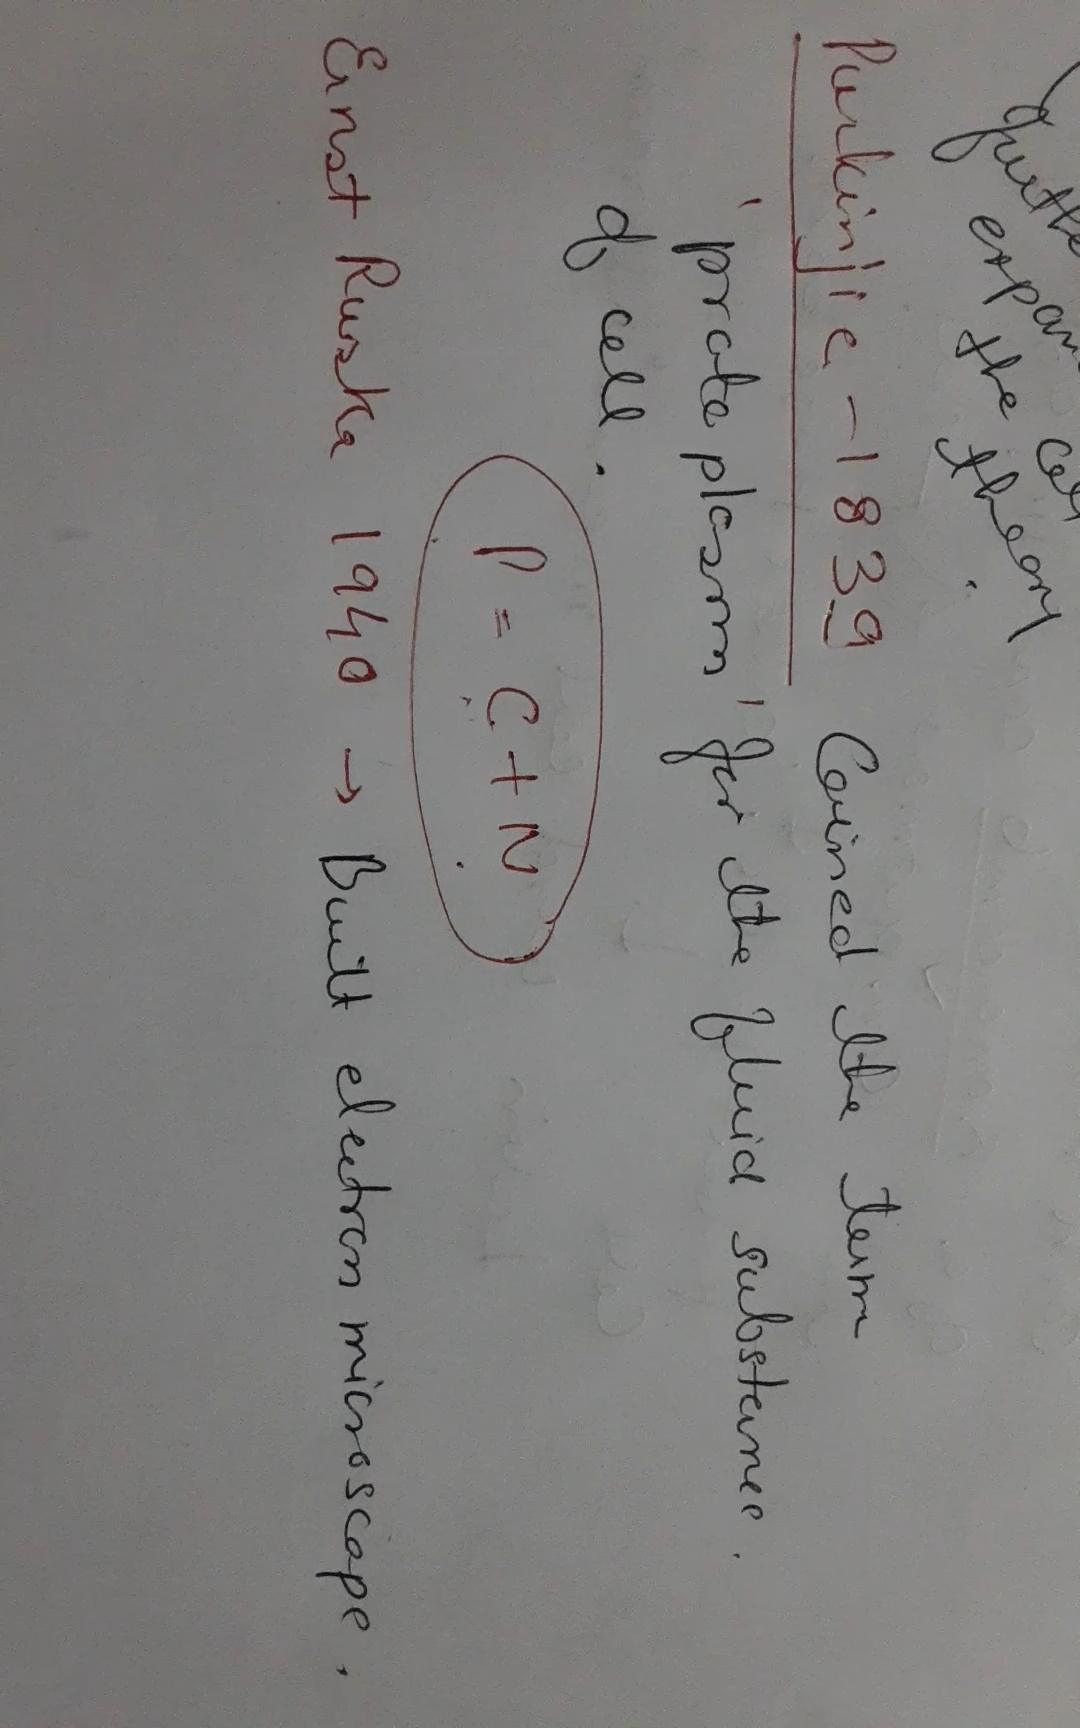 further
expan
the cell
theory.
Purkinjie - 1839 Coined the term
'protoplasm' for the fluid substance.
of cell.
P = C + N
Ernst Ruska 1940 → Built electron microscope.